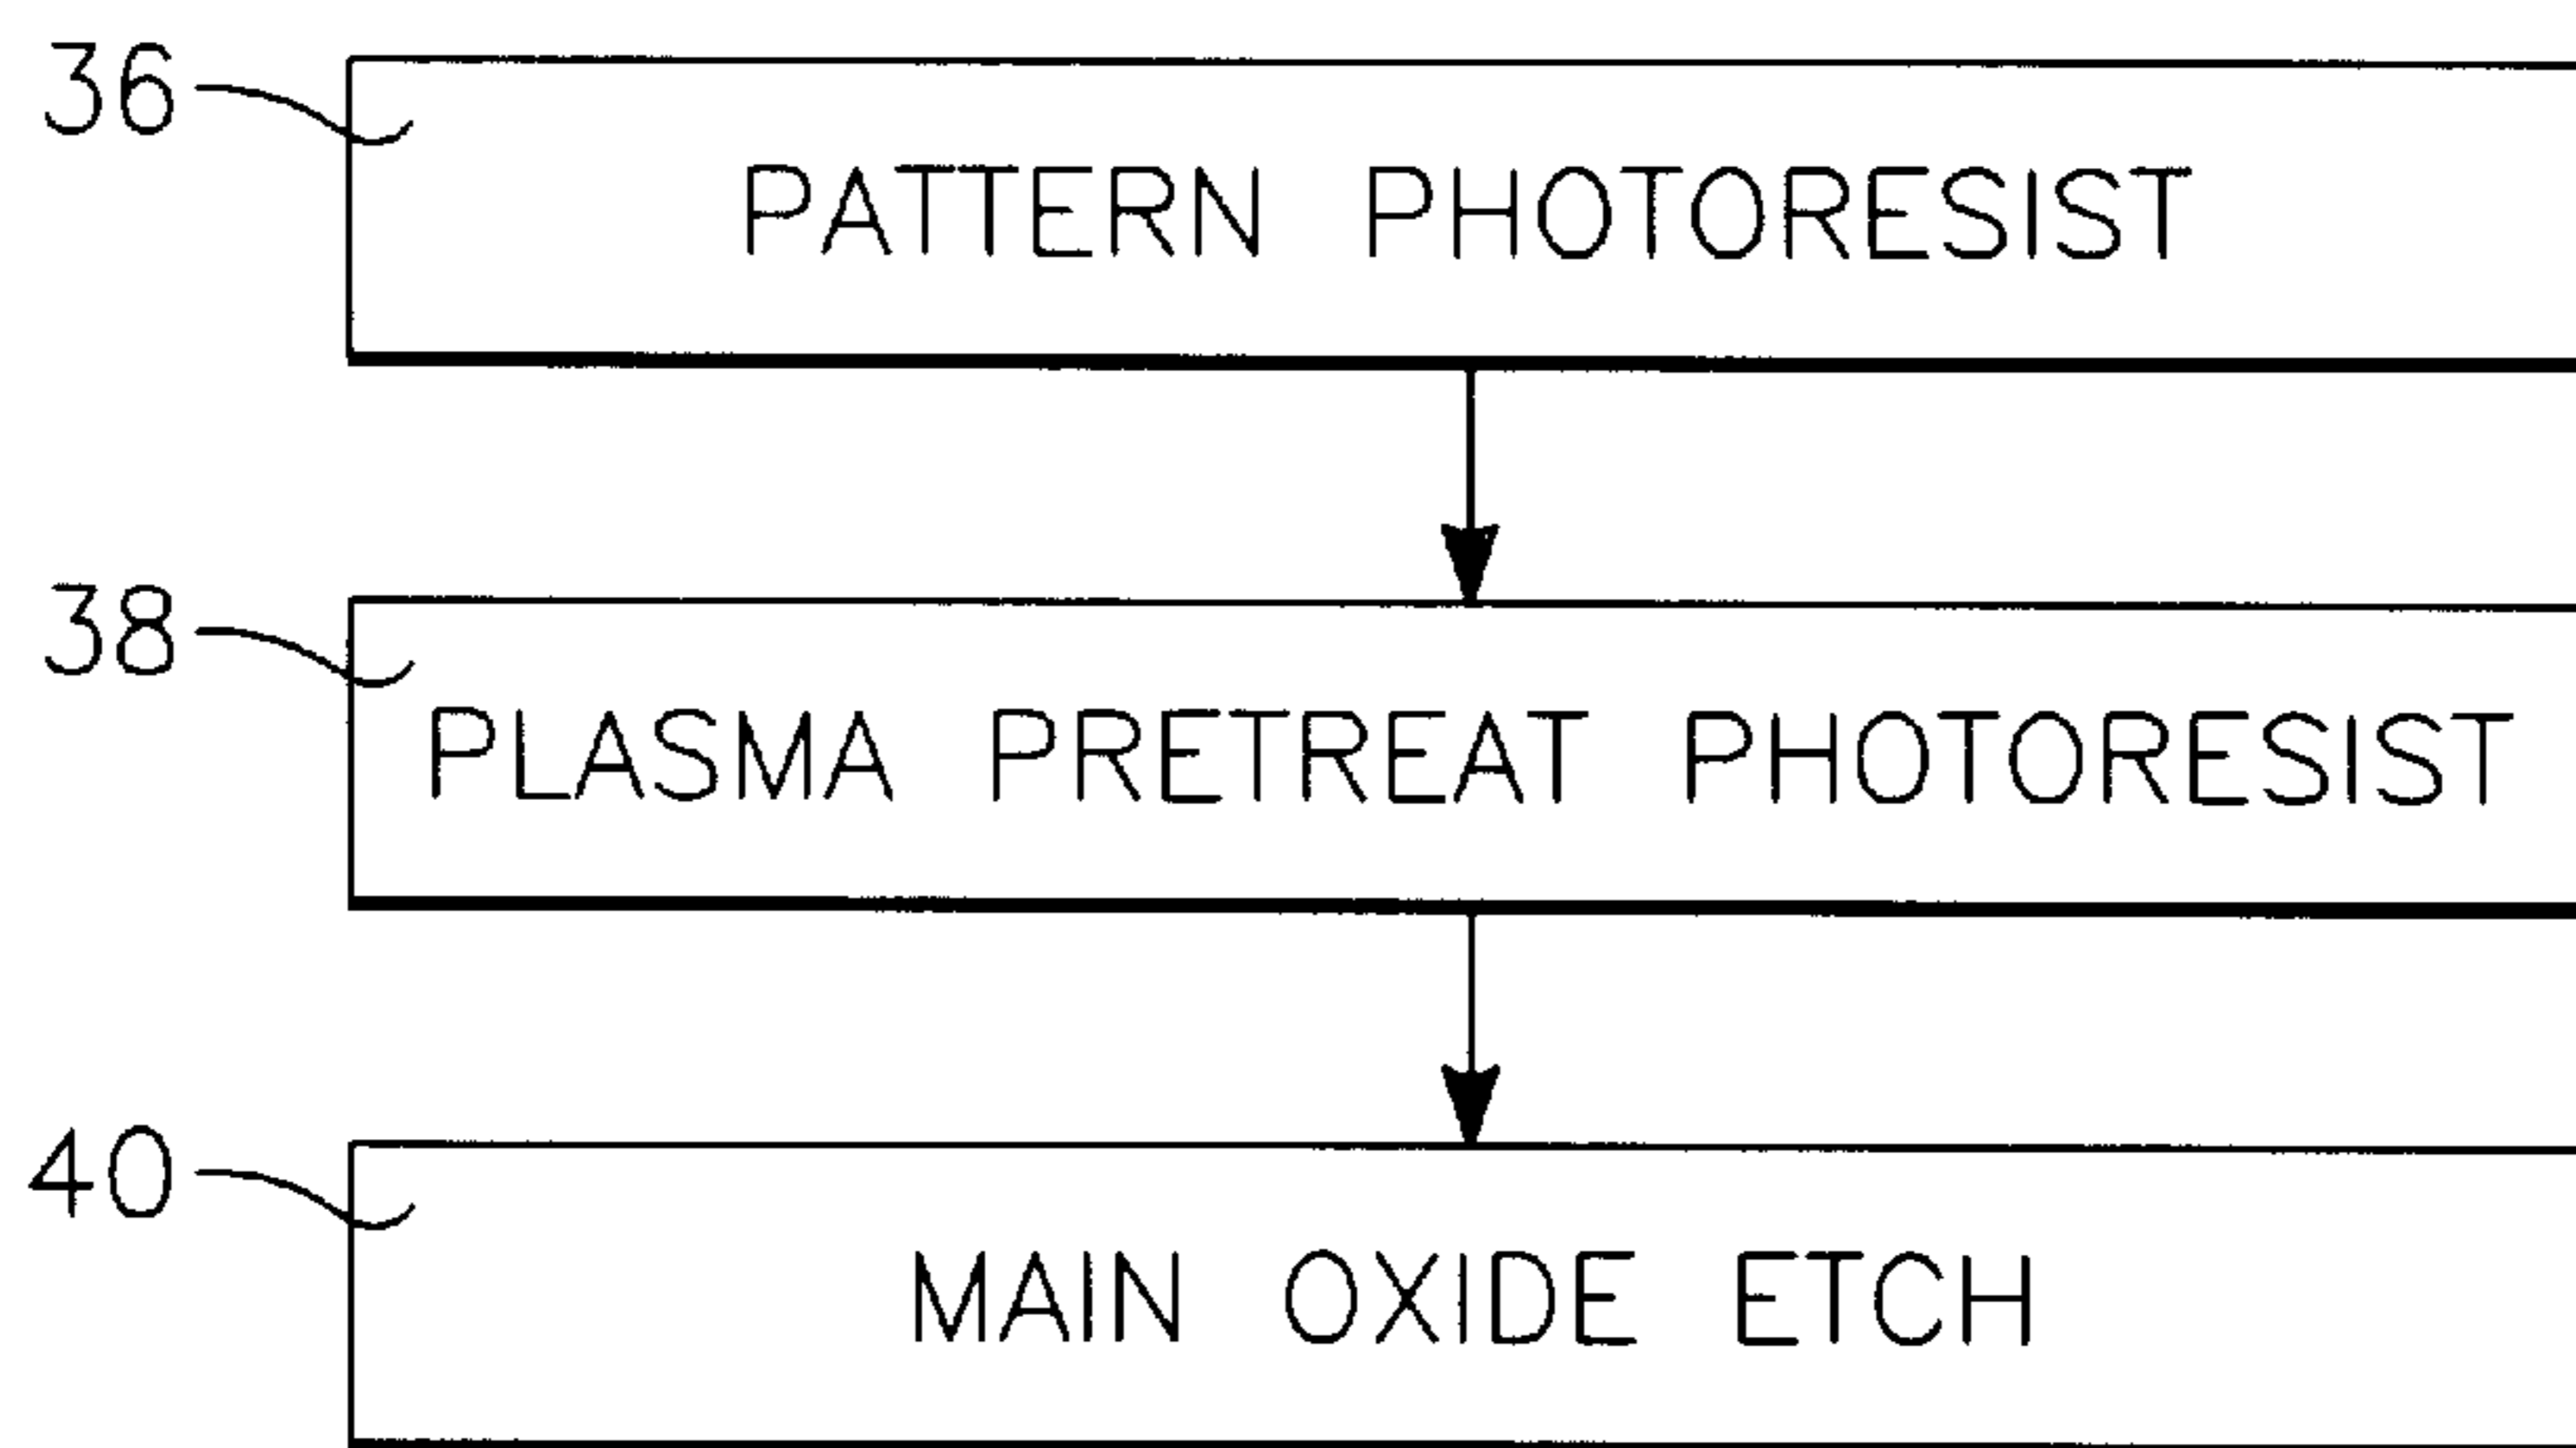 36
PATTERN PHOTORESIST
38
PLASMA PRETREAT PHOTORESIST
40
MAIN OXIDE ETCH